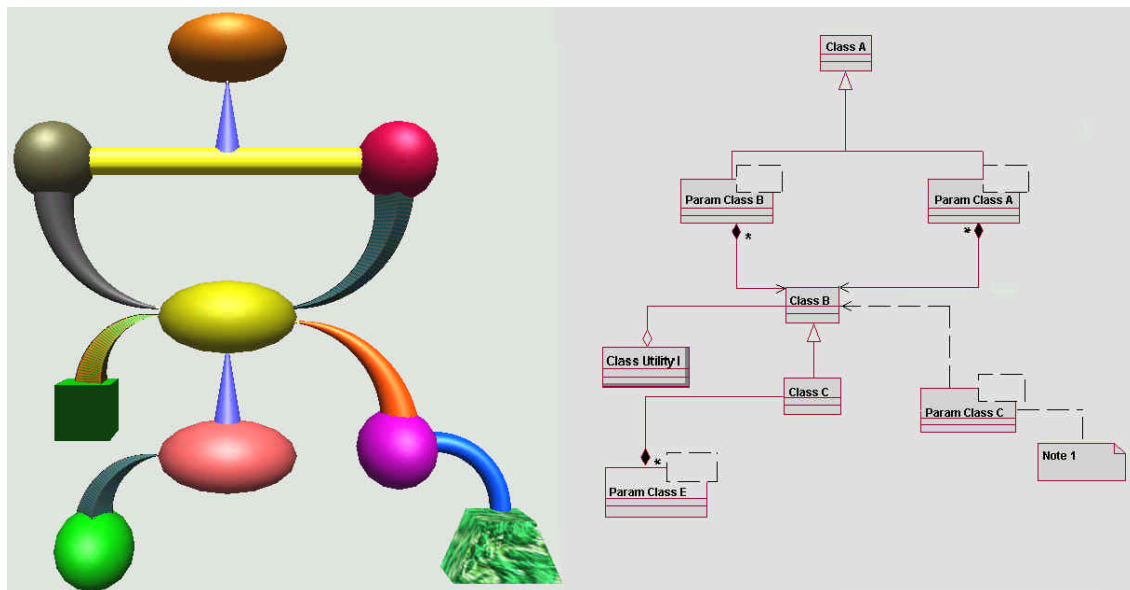 Class A
Param Class B
Param Class A
*
*
Class B
Class Utility I
Class C
Param Class C
Note 1
*
Param Class E